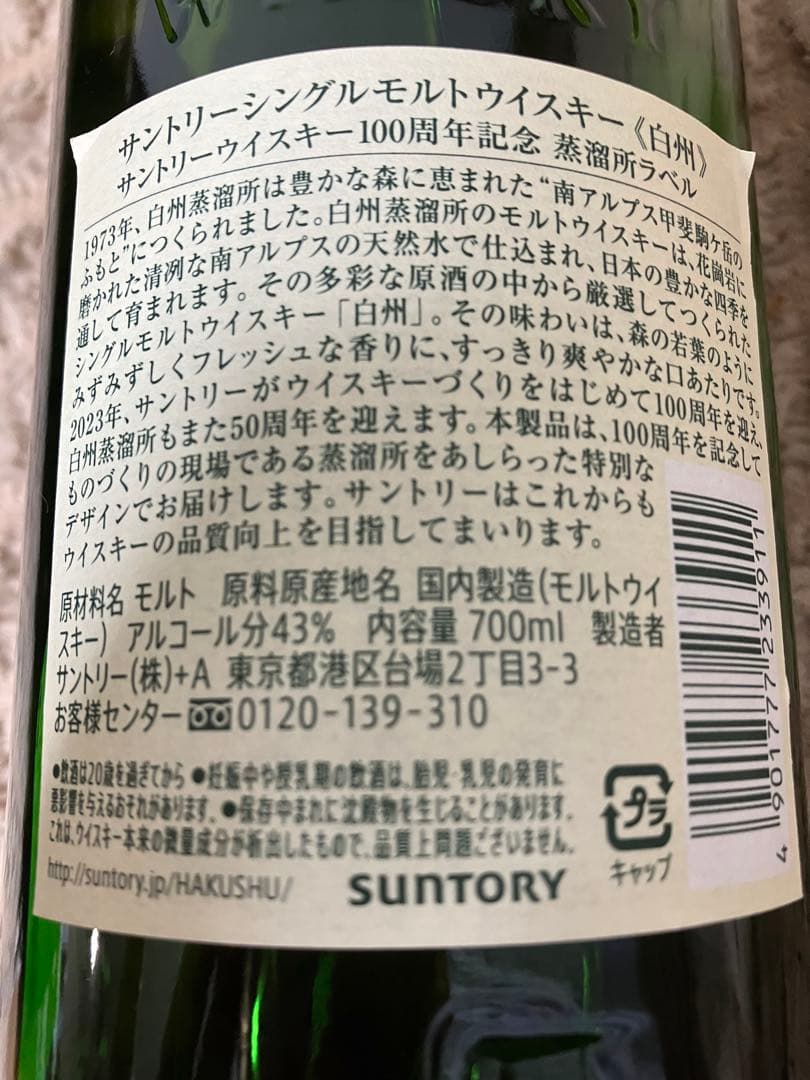 サントリーシングルモルトウイスキー《白州》
サントリーウイスキー100周年記念 蒸溜所ラベル
1973年、白州蒸溜所は豊かな森に恵まれた“南アルプス甲斐駒ケ岳の
ふもと”につくられました。白州蒸溜所のモルトウイスキーは、花崗岩に
磨かれた清冽な南アルプスの天然水で仕込まれ、日本の豊かな四季を
通して育まれます。その多彩な原酒の中から厳選してつくられた
シングルモルトウイスキー「白州」。その味わいは、森の若葉のように
みずみずしくフレッシュな香りに、すっきり爽やかな口あたりです。
2023年、サントリーがウイスキーづくりをはじめて100周年を迎え、
白州蒸溜所もまた50周年を迎えます。本製品は、100周年を記念して
ものづくりの現場である蒸溜所をあしらった特別な
デザインでお届けします。サントリーはこれからも
ウイスキーの品質向上を目指してまいります。
原材料名 モルト 原料原産地名 国内製造(モルトウイ
スキー) アルコール分43% 内容量 700ml 製造者
サントリー(株)+A 東京都港区台場2丁目3-3
お客様センター 0120-139-310
●飲酒は20歳を過ぎてから ●妊娠中や授乳期の飲酒は、胎児・乳児の発育に
悪影響を与えるおそれがあります。 ●保存中まれに沈殿物を生じることがあります。
これは、ウイスキー本来の微量成分が析出したもので、品質上問題ございません。
http://suntory.jp/HAKUSHU/
SUNTORY
プラ
キャップ
4 901777 233911